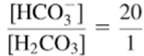 [HCO₃⁻] / [H₂CO₃] = 20 / 1